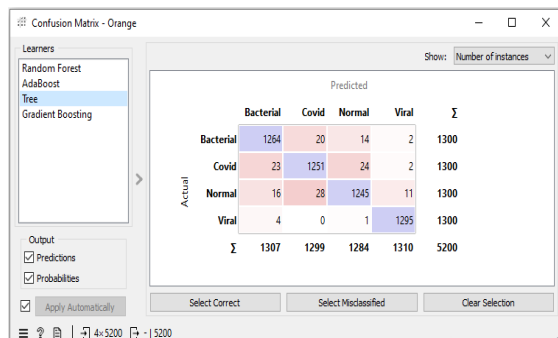 Confusion Matrix - Orange
Learners
Random Forest
AdaBoost
Tree
Gradient Boosting
Output
Predictions
Probabilities
Apply Automatically
4×5200 - | 5200
Show: Number of instances
Predicted
Bacterial Covid Normal Viral Σ
Actual
Bacterial 1264 20 14 2 1300
Covid 23 1251 24 2 1300
Normal 16 28 1245 11 1300
Viral 4 0 1 1295 1300
Σ 1307 1299 1284 1310 5200
Select Correct Select Misclassified Clear Selection